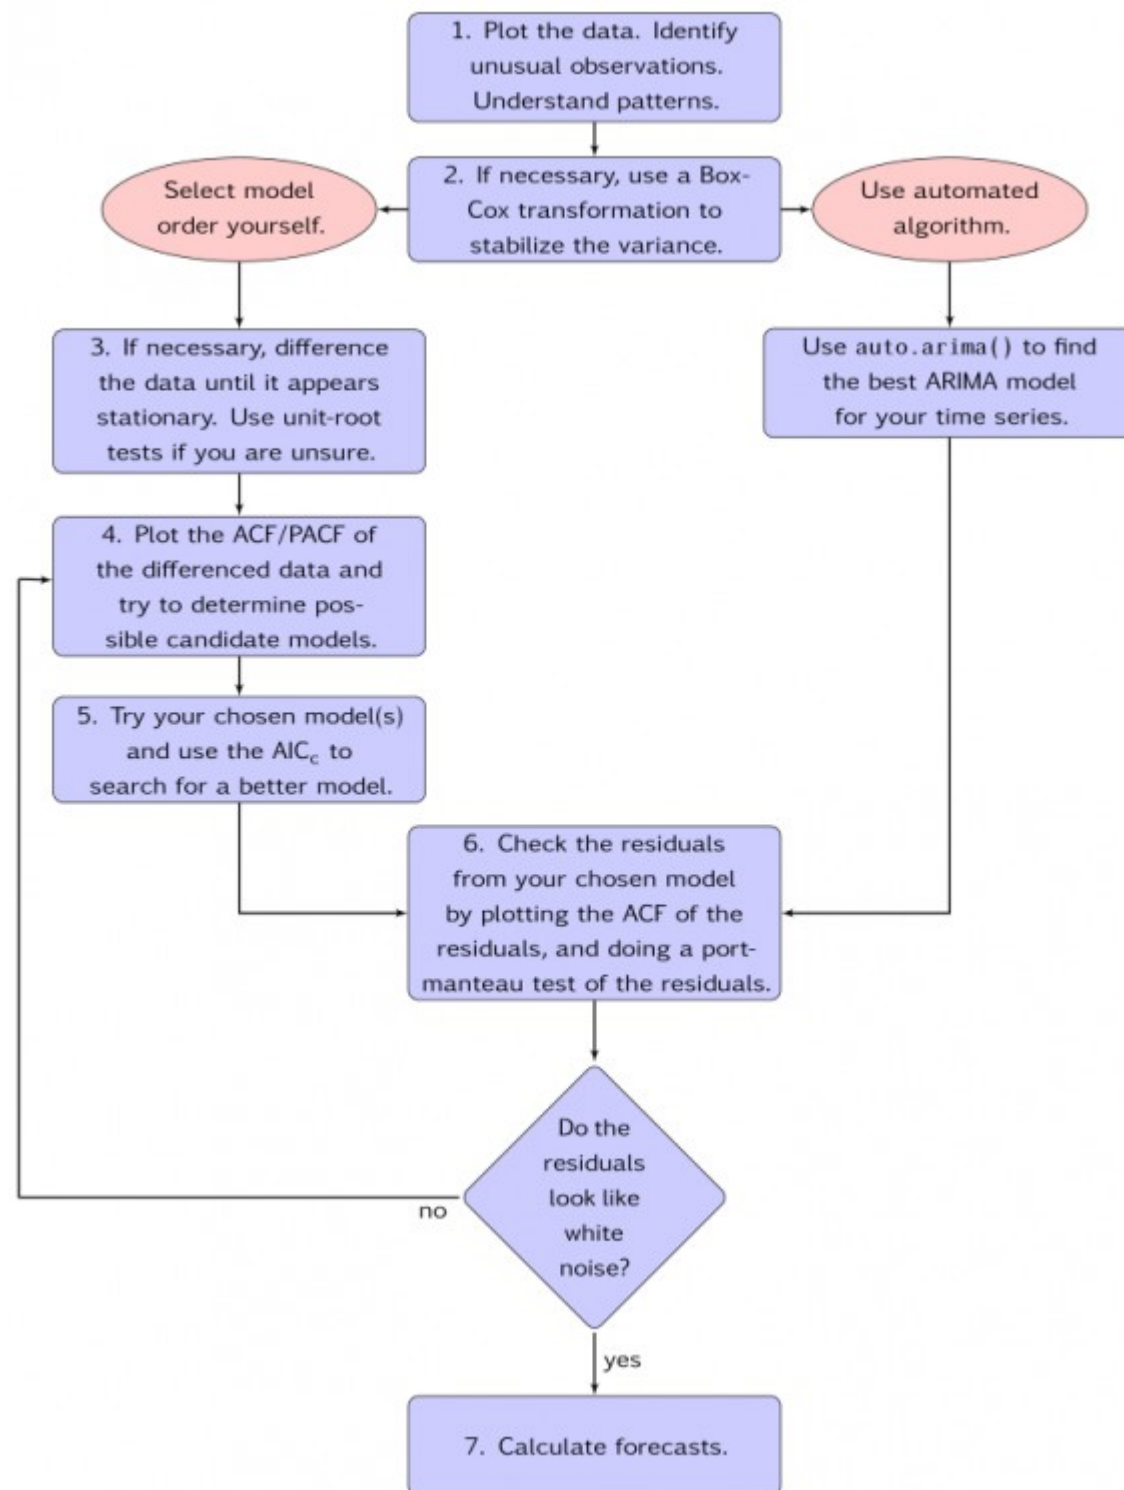 1. Plot the data. Identify
unusual observations.
Understand patterns.
Select model
order yourself.
2. If necessary, use a Box-
Cox transformation to
stabilize the variance.
Use automated
algorithm.
3. If necessary, difference
the data until it appears
stationary. Use unit-root
tests if you are unsure.
Use auto.arima() to find
the best ARIMA model
for your time series.
4. Plot the ACF/PACF of
the differenced data and
try to determine pos-
sible candidate models.
5. Try your chosen model(s)
and use the AICc to
search for a better model.
6. Check the residuals
from your chosen model
by plotting the ACF of the
residuals, and doing a port-
manteau test of the residuals.
Do the
residuals
look like
white
noise?
no
yes
7. Calculate forecasts.